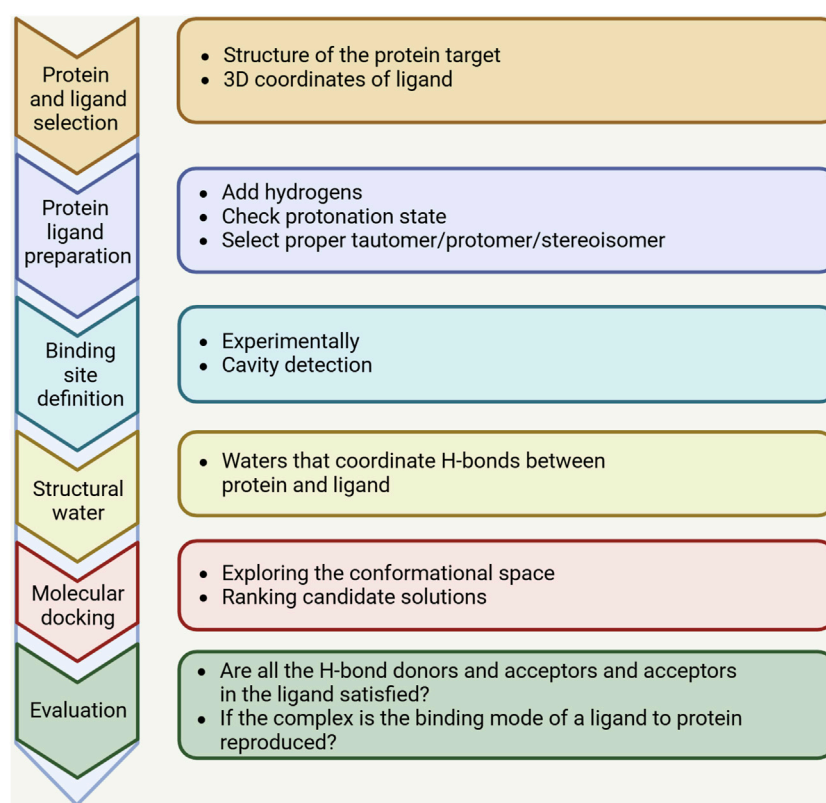 Protein
and ligand
selection
• Structure of the protein target
• 3D coordinates of ligand
Protein
ligand
preparation
• Add hydrogens
• Check protonation state
• Select proper tautomer/protomer/stereoisomer
Binding
site
definition
• Experimentally
• Cavity detection
Structural
water
• Waters that coordinate H-bonds between
protein and ligand
Molecular
docking
• Exploring the conformational space
• Ranking candidate solutions
Evaluation
• Are all the H-bond donors and acceptors and acceptors
in the ligand satisfied?
• If the complex is the binding mode of a ligand to protein
reproduced?